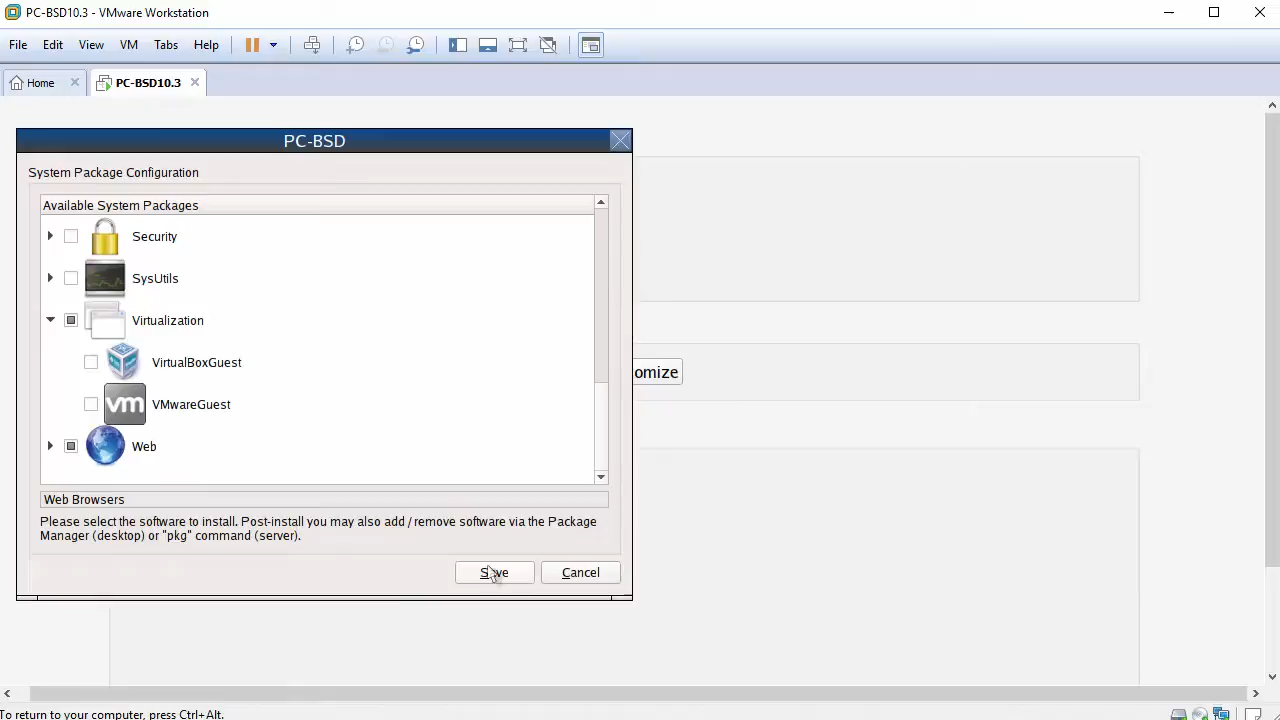 PC-BSD10.3 - VMware Workstation
File Edit View VM Tabs Help
Home PC-BSD10.3
PC-BSD
System Package Configuration
Available System Packages
Security
SysUtils
Virtualization
VirtualBoxGuest
vm VMwareGuest
Web
Web Browsers
Please select the software to install. Post-install you may also add / remove software via the Package
Manager (desktop) or "pkg" command (server).
Save Cancel
omize
To return to your computer, press Ctrl+Alt.